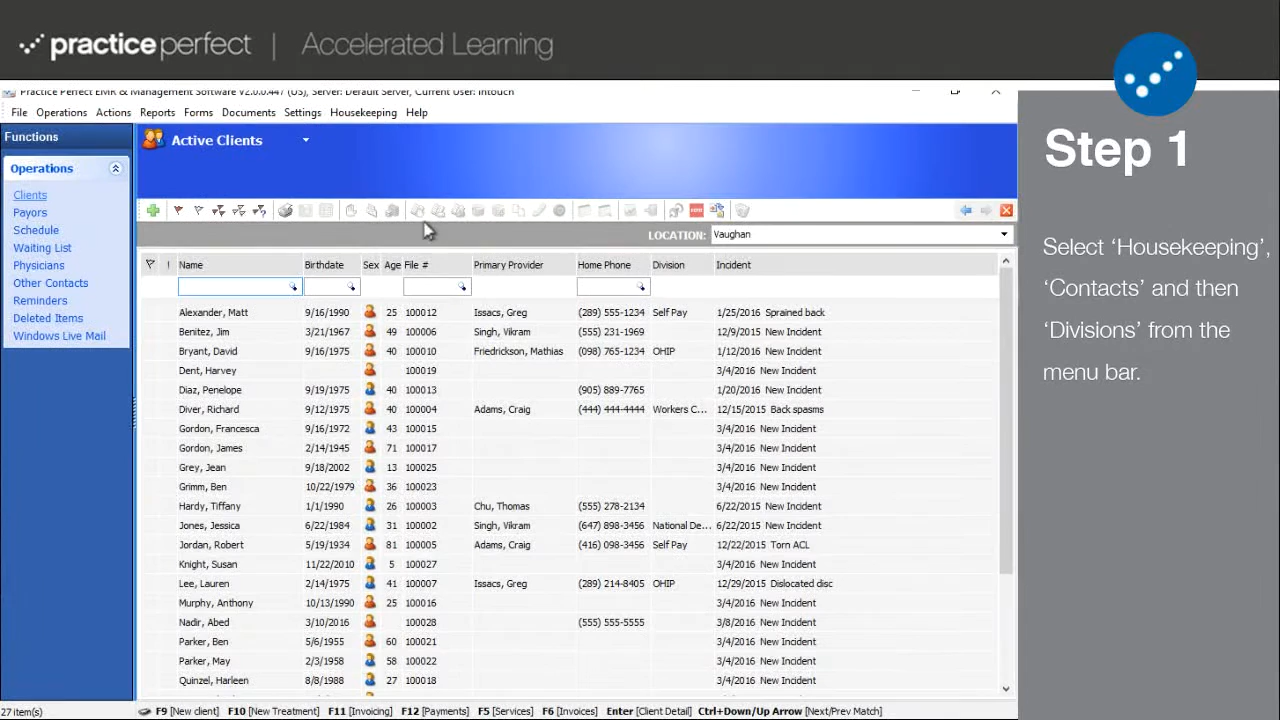 practiceperfect | Accelerated Learning
Practice Perfect EMR & Management Software V2.0.0.447 (US), Server: Default Server, Current User: Intouch
File Operations Actions Reports Forms Documents Settings Housekeeping Help
Functions
Active Clients
Operations
Clients
Payors
Schedule
Waiting List
Physicians
Other Contacts
Reminders
Deleted Items
Windows Live Mail
LOCATION: Vaughan
! Name Birthdate Sex Age File # Primary Provider Home Phone Division Incident
Alexander, Matt 9/16/1990 25 100012 Issacs, Greg (289) 555-1234 Self Pay 1/25/2016 Sprained back
Benitez, Jim 3/21/1967 49 100006 Singh, Vikram (555) 231-1969 12/9/2015 New Incident
Bryant, David 9/16/1975 40 100010 Friedrickson, Mathias (098) 765-1234 OHIP 1/12/2016 New Incident
Dent, Harvey 100019 3/4/2016 New Incident
Diaz, Penelope 9/19/1975 40 100013 (905) 889-7765 1/20/2016 New Incident
Diver, Richard 9/12/1975 40 100004 Adams, Craig (444) 444-4444 Workers C... 12/15/2015 Back spasms
Gordon, Francesca 9/16/1972 43 100015 3/4/2016 New Incident
Gordon, James 2/14/1945 71 100017 3/4/2016 New Incident
Grey, Jean 9/18/2002 13 100025 3/4/2016 New Incident
Grimm, Ben 10/22/1979 36 100023 3/4/2016 New Incident
Hardy, Tiffany 1/1/1990 26 100003 Chu, Thomas (555) 278-2134 6/22/2015 New Incident
Jones, Jessica 6/22/1984 31 100002 Singh, Vikram (647) 898-3456 National De... 6/22/2015 New Incident
Jordan, Robert 5/19/1934 81 100005 Adams, Craig (416) 098-3456 Self Pay 12/22/2015 Torn ACL
Knight, Susan 11/22/2010 5 100027 3/4/2016 New Incident
Lee, Lauren 2/14/1975 41 100007 Issacs, Greg (289) 214-8405 OHIP 12/29/2015 Dislocated disc
Murphy, Anthony 10/13/1990 25 100016 3/4/2016 New Incident
Nadir, Abed 3/10/2016 100028 (555) 555-5555 3/8/2016 New Incident
Parker, Ben 5/6/1955 60 100021 3/4/2016 New Incident
Parker, May 2/3/1958 58 100022 3/4/2016 New Incident
Quinzel, Harleen 8/8/1988 27 100018 3/4/2016 New Incident
27 item(s) F9 [New client] F10 [New Treatment] F11 [Invoicing] F12 [Payments] F5 [Services] F6 [Invoices] Enter [Client Detail] Ctrl+Down/Up Arrow [Next/Prev Match]
Step 1
Select ‘Housekeeping’,
‘Contacts’ and then
‘Divisions’ from the
menu bar.